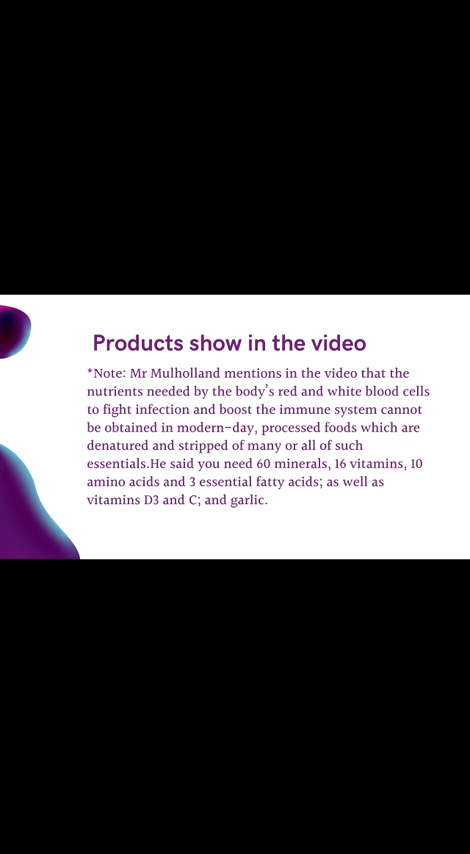 Products show in the video
*Note: Mr Mulholland mentions in the video that the
nutrients needed by the body's red and white blood cells
to fight infection and boost the immune system cannot
be obtained in modern-day, processed foods which are
denatured and stripped of many or all of such
essentials.He said you need 60 minerals, 16 vitamins, 10
amino acids and 3 essential fatty acids; as well as
vitamins D3 and C; and garlic.